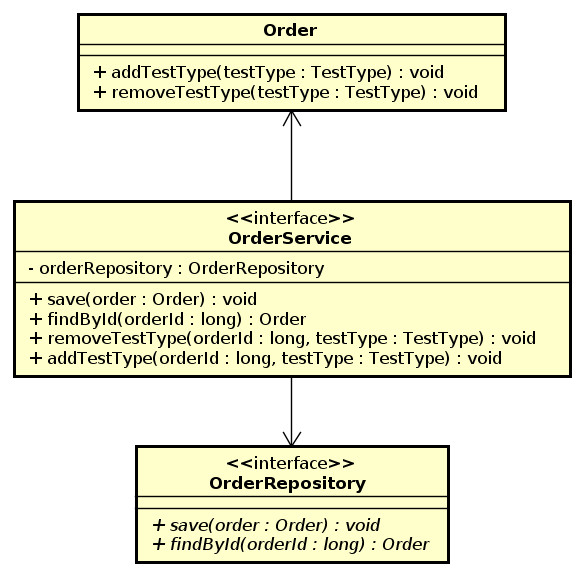 Order
+ addTestType(testType : TestType) : void
+ removeTestType(testType : TestType) : void
<<interface>>
OrderService
- orderRepository : OrderRepository
+ save(order : Order) : void
+ findById(orderId : long) : Order
+ removeTestType(orderId : long, testType : TestType) : void
+ addTestType(orderId : long, testType : TestType) : void
<<interface>>
OrderRepository
+ save(order : Order) : void
+ findById(orderId : long) : Order